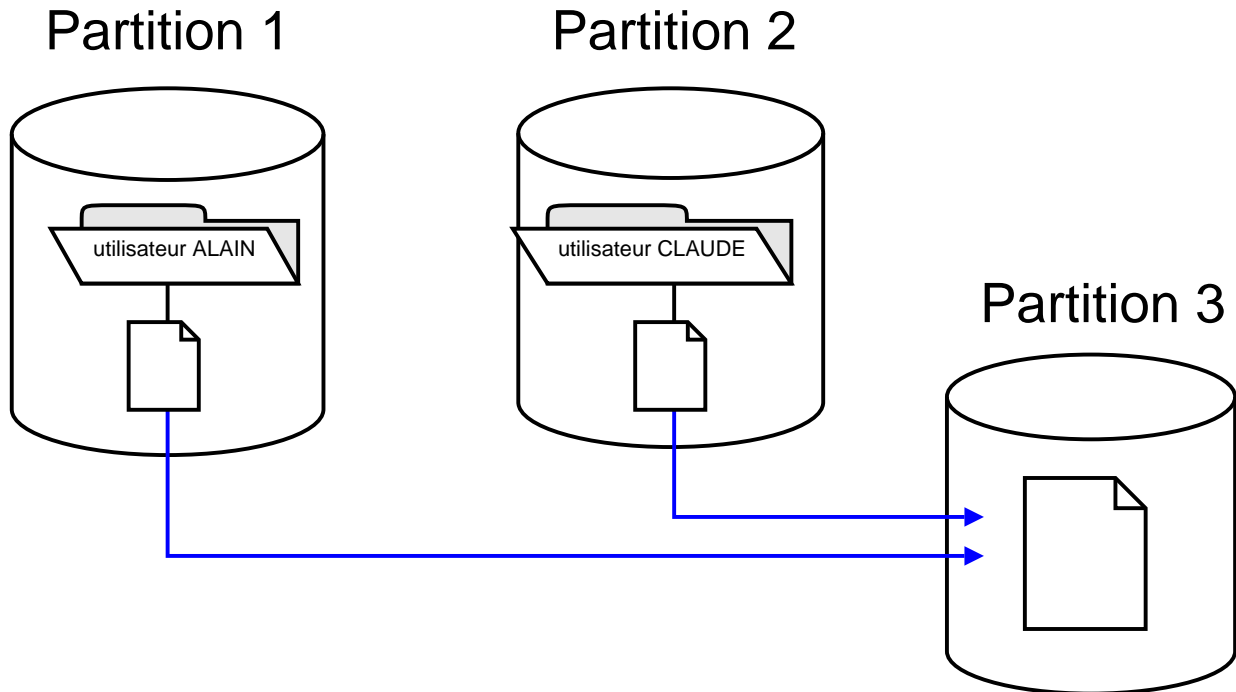 Partition 1
Partition 2
utilisateur ALAIN
utilisateur CLAUDE
Partition 3